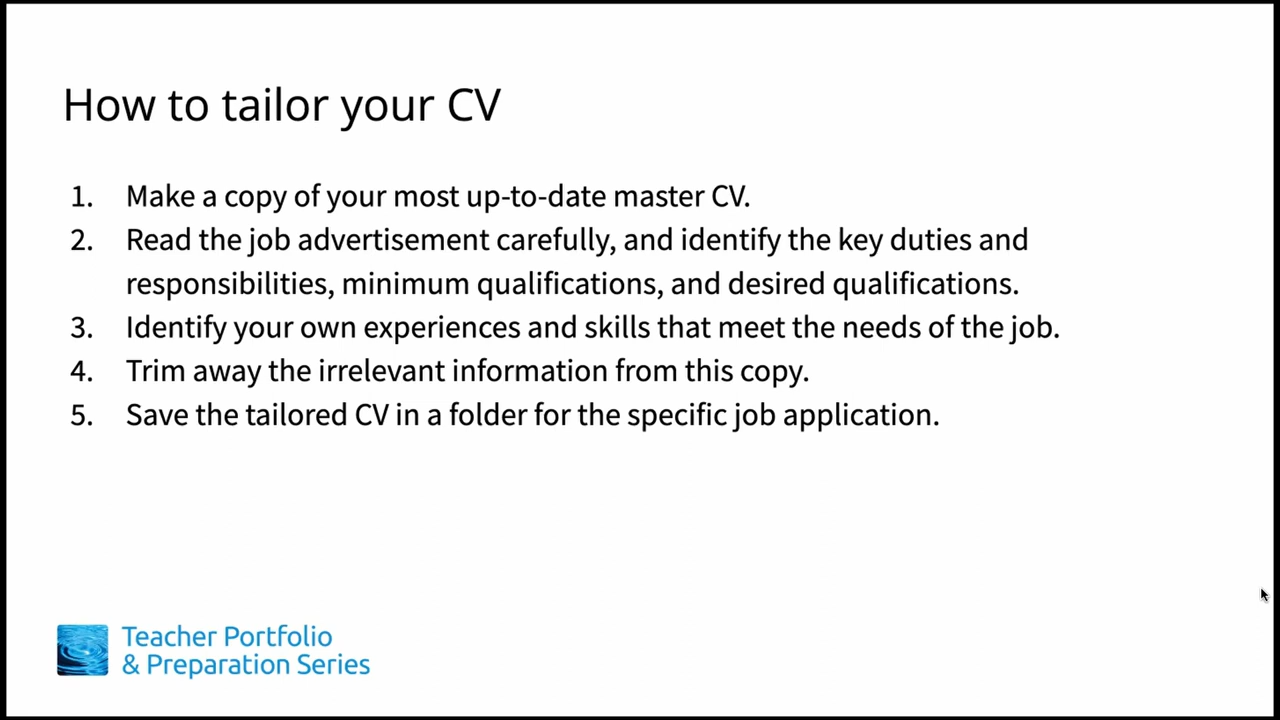 How to tailor your CV
1. Make a copy of your most up-to-date master CV.
2. Read the job advertisement carefully, and identify the key duties and
responsibilities, minimum qualifications, and desired qualifications.
3. Identify your own experiences and skills that meet the needs of the job.
4. Trim away the irrelevant information from this copy.
5. Save the tailored CV in a folder for the specific job application.
Teacher Portfolio
& Preparation Series